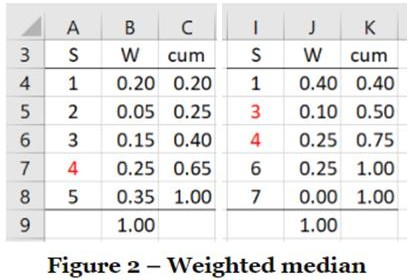 A B C I J K
3 S W cum S W cum
4 1 0.20 0.20 1 0.40 0.40
5 2 0.05 0.25 3 0.10 0.50
6 3 0.15 0.40 4 0.25 0.75
7 4 0.25 0.65 6 0.25 1.00
8 5 0.35 1.00 7 0.00 1.00
9 1.00 1.00
Figure 2 – Weighted median